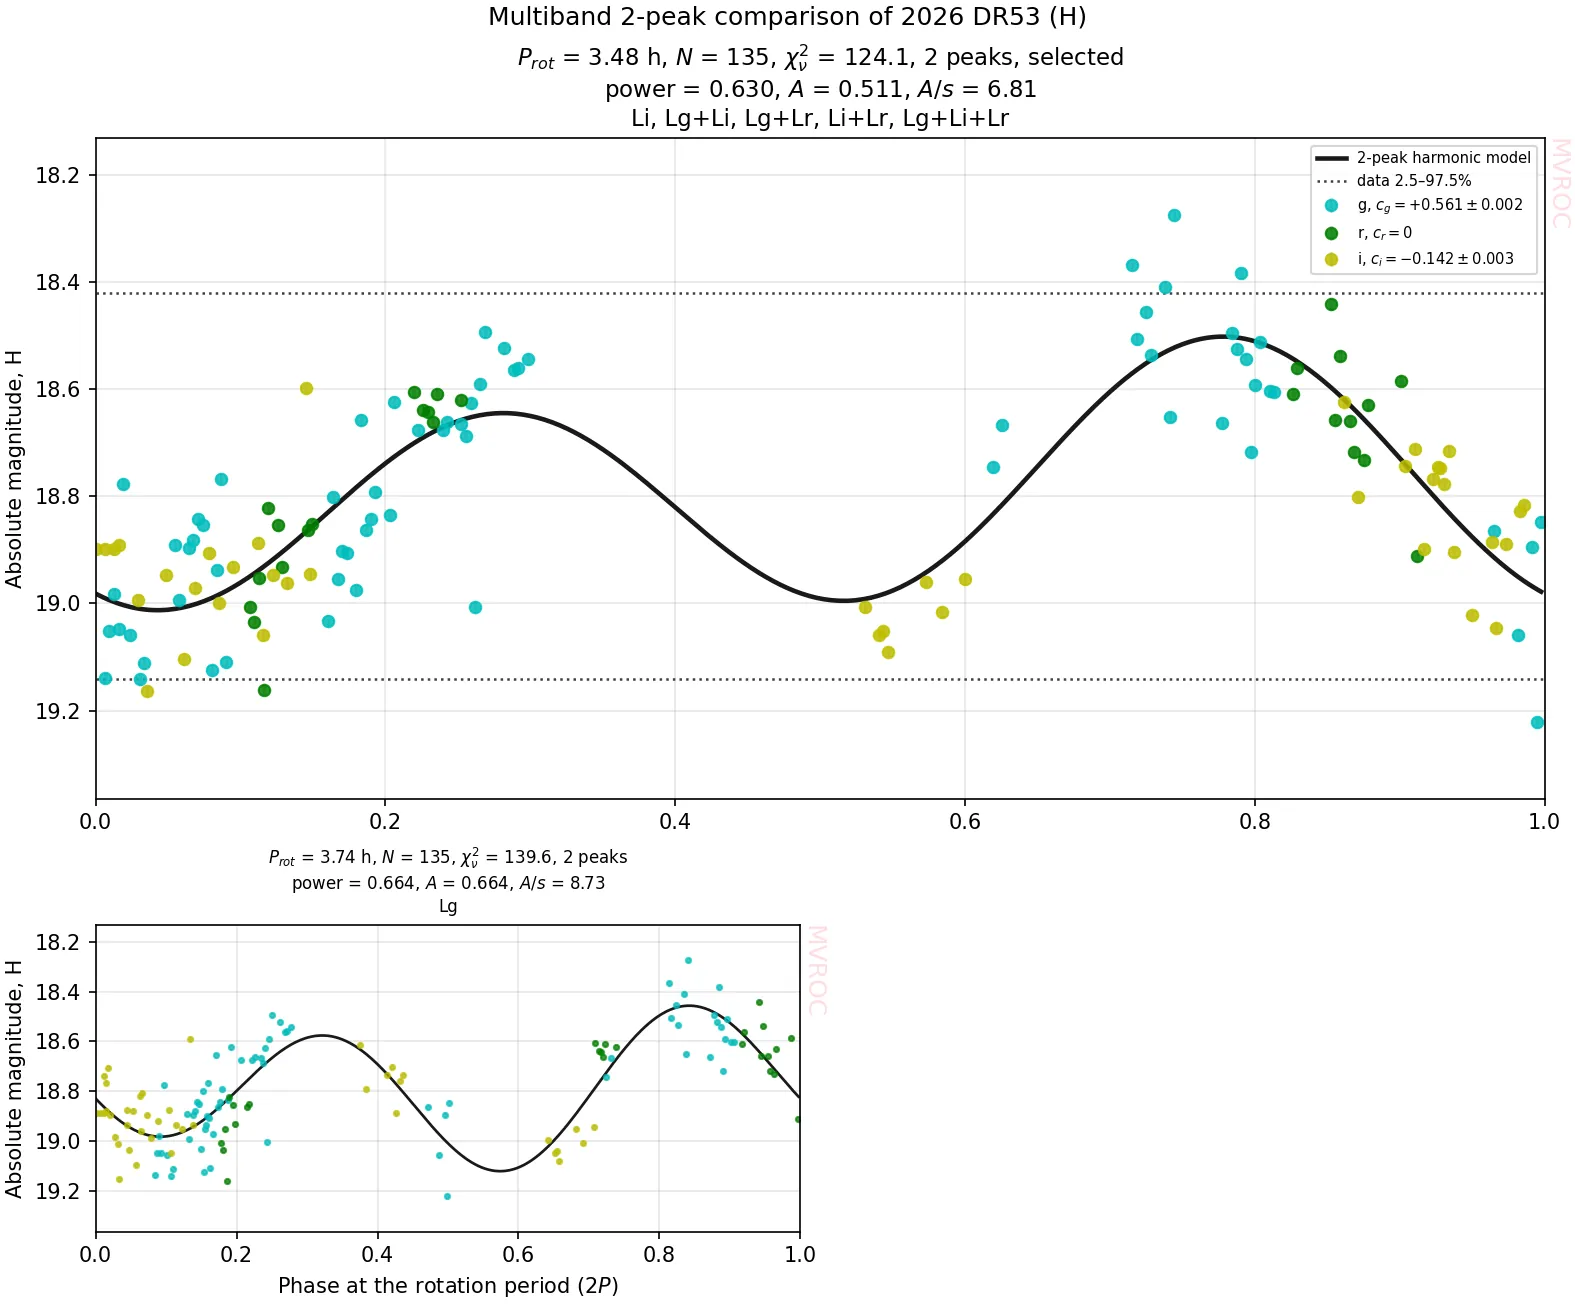 Multiband 2-peak comparison of 2026 DR53 (H)
P_rot = 3.48 h, N = 135, χ²_ν = 124.1, 2 peaks, selected
power = 0.630, A = 0.511, A/s = 6.81
Li, Lg+Li, Lg+Lr, Li+Lr, Lg+Li+Lr
MVROC
2-peak harmonic model
data 2.5–97.5%
g, c_g = +0.561 ± 0.002
r, c_r = 0
i, c_i = −0.142 ± 0.003
Absolute magnitude, H
18.2
18.4
18.6
18.8
19.0
19.2
0.0 0.2 0.4 0.6 0.8 1.0
P_rot = 3.74 h, N = 135, χ²_ν = 139.6, 2 peaks
power = 0.664, A = 0.664, A/s = 8.73
Lg
MVROC
Absolute magnitude, H
18.2
18.4
18.6
18.8
19.0
19.2
0.0 0.2 0.4 0.6 0.8 1.0
Phase at the rotation period (2P)